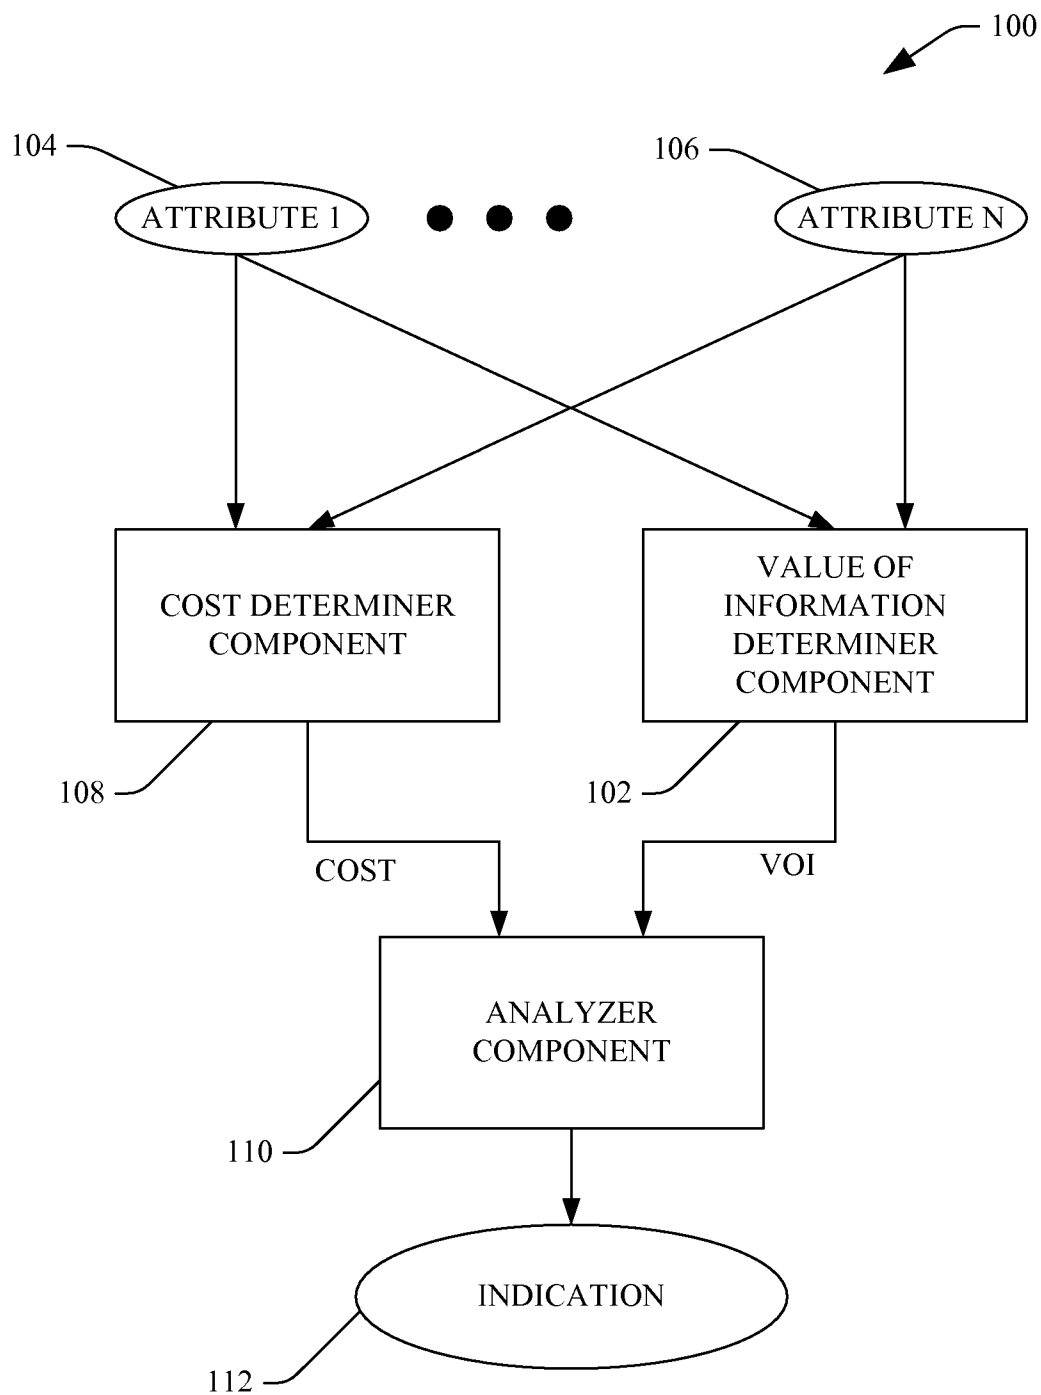 100
104
106
ATTRIBUTE 1
ATTRIBUTE N
COST DETERMINER
COMPONENT
VALUE OF
INFORMATION
DETERMINER
COMPONENT
108
102
COST
VOI
ANALYZER
COMPONENT
110
INDICATION
112